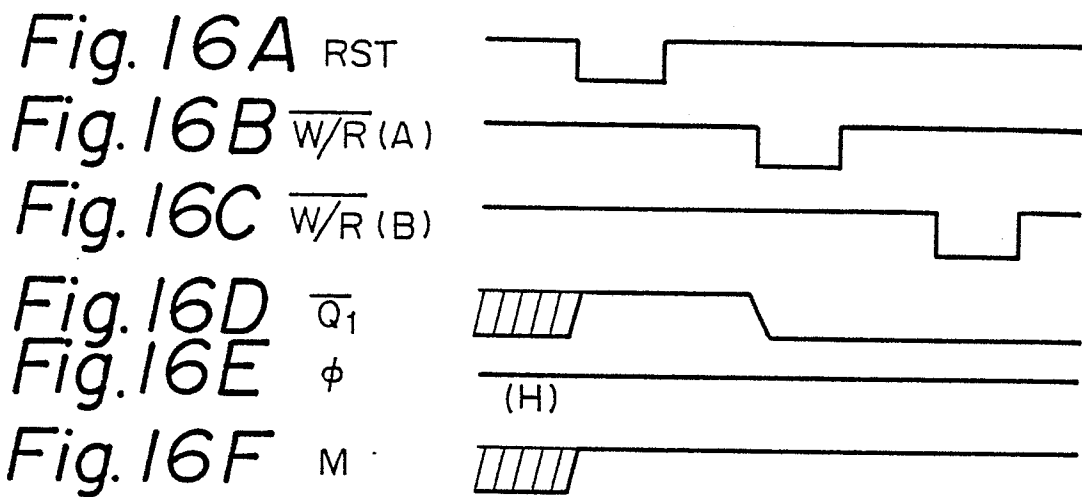 Fig. 16A RST
Fig. 16B W/R (A)
Fig. 16C W/R (B)
Fig. 16D Q1
Fig. 16E φ
(H)
Fig. 16F M